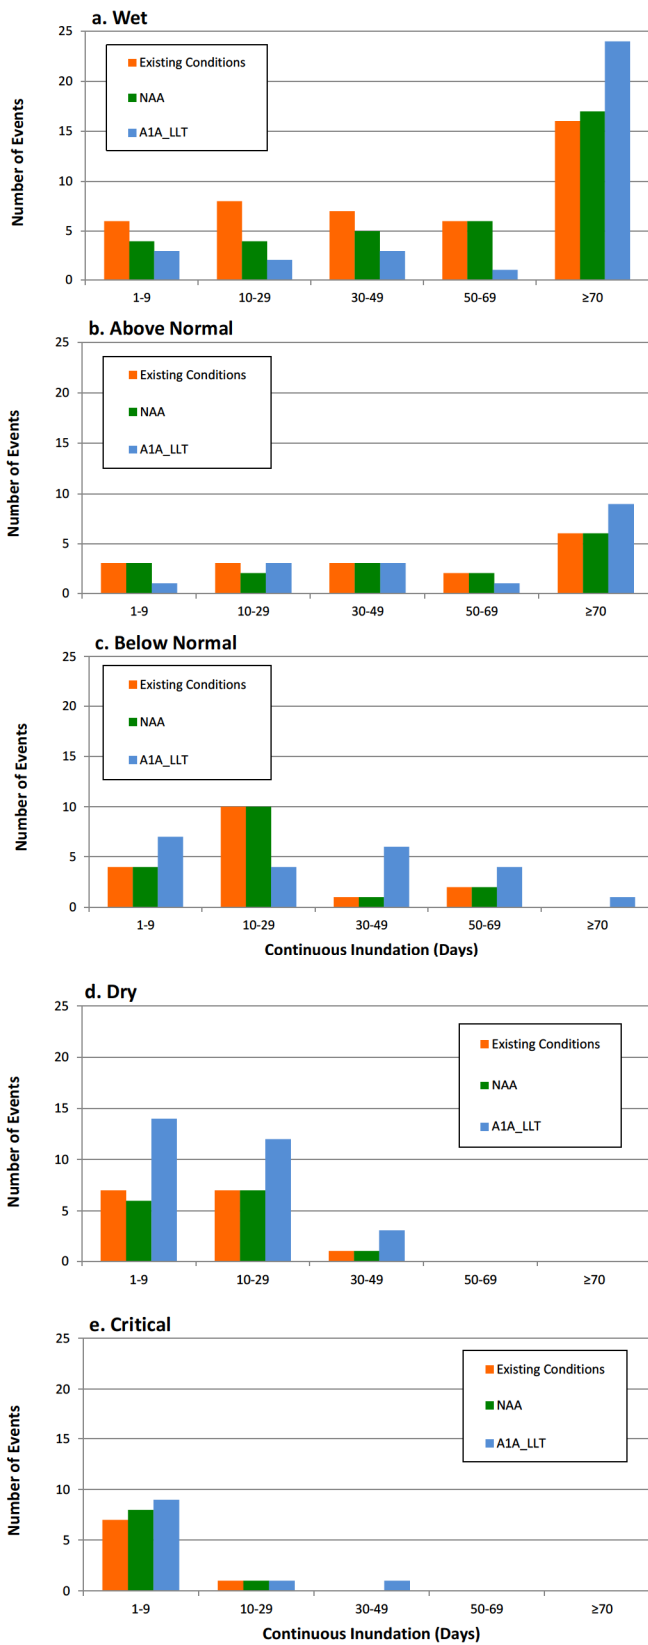 a. Wet
25
20
15
10
5
0
Number of Events
Existing Conditions
NAA
A1A_LLT
1-9 10-29 30-49 50-69 ≥70
b. Above Normal
25
20
15
10
5
0
Number of Events
Existing Conditions
NAA
A1A_LLT
1-9 10-29 30-49 50-69 ≥70
c. Below Normal
25
20
15
10
5
0
Number of Events
Existing Conditions
NAA
A1A_LLT
1-9 10-29 30-49 50-69 ≥70
Continuous Inundation (Days)
d. Dry
25
20
15
10
5
0
Number of Events
Existing Conditions
NAA
A1A_LLT
1-9 10-29 30-49 50-69 ≥70
e. Critical
25
20
15
10
5
0
Number of Events
Existing Conditions
NAA
A1A_LLT
1-9 10-29 30-49 50-69 ≥70
Continuous Inundation (Days)